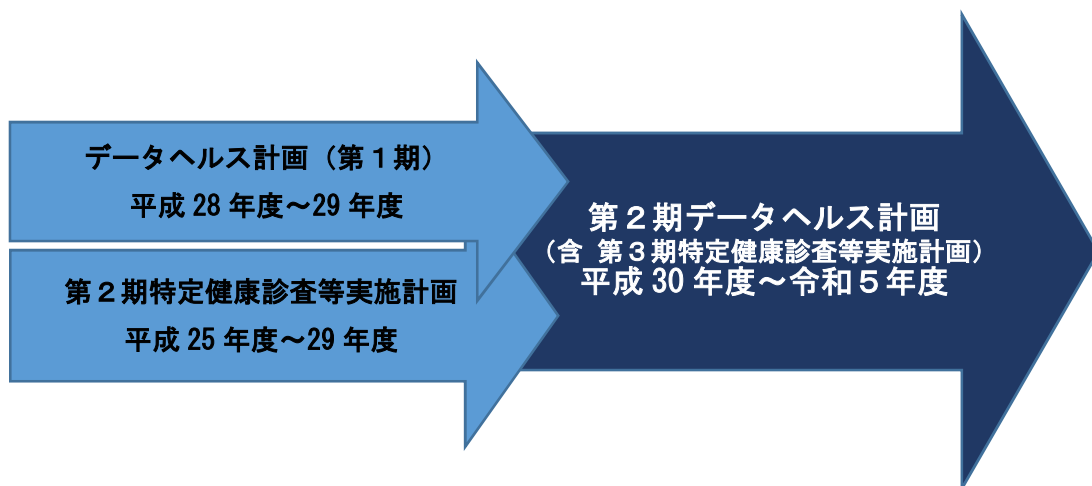 データヘルス計画（第１期）
平成 28 年度～29 年度
第２期特定健康診査等実施計画
平成 25 年度～29 年度
第２期データヘルス計画
（含 第３期特定健康診査等実施計画）
平成 30 年度～令和５年度